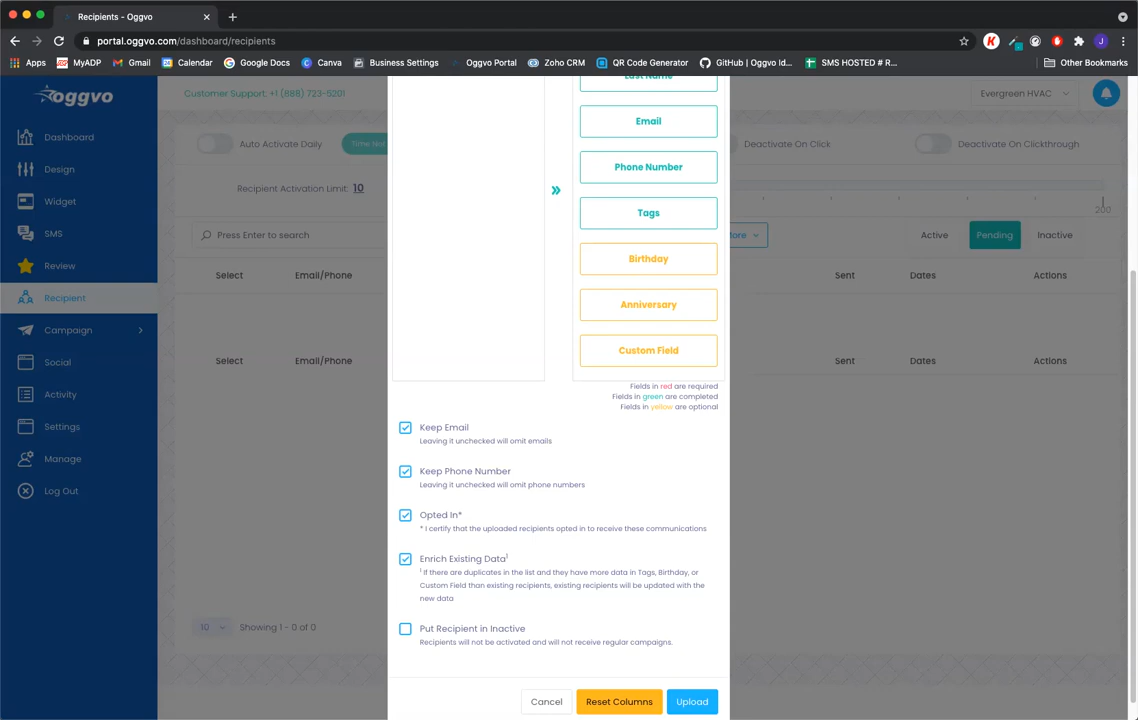 Recipients - Oggvo
portal.oggvo.com/dashboard/recipients
J
Apps MyADP Gmail Calendar Google Docs Canva Business Settings Oggvo Portal Zoho CRM QR Code Generator GitHub | Oggvo Id... SMS HOSTED # R... Other Bookmarks
oggvo
Customer Support: +1 (888) 723-5201
Evergreen HVAC
Dashboard
Design
Widget
SMS
Review
Recipient
Campaign
Social
Activity
Settings
Manage
Log Out
Auto Activate Daily
Deactivate On Click
Deactivate On Clickthrough
Recipient Activation Limit: 10
200
Press Enter to search
More
Active Pending Inactive
Select Email/Phone Sent Dates Actions
Select Email/Phone Sent Dates Actions
10 Showing 1 - 0 of 0
Last Name
Email
Phone Number
»
Tags
Birthday
Anniversary
Custom Field
Fields in red are required
Fields in green are completed
Fields in yellow are optional
Keep Email
Leaving it unchecked will omit emails
Keep Phone Number
Leaving it unchecked will omit phone numbers
Opted In*
* I certify that the uploaded recipients opted in to receive these communications
Enrich Existing Data¹
¹ If there are duplicates in the list and they have more data in Tags, Birthday, or
Custom Field than existing recipients, existing recipients will be updated with the
new data
Put Recipient in Inactive
Recipients will not be activated and will not receive regular campaigns.
Cancel Reset Columns Upload